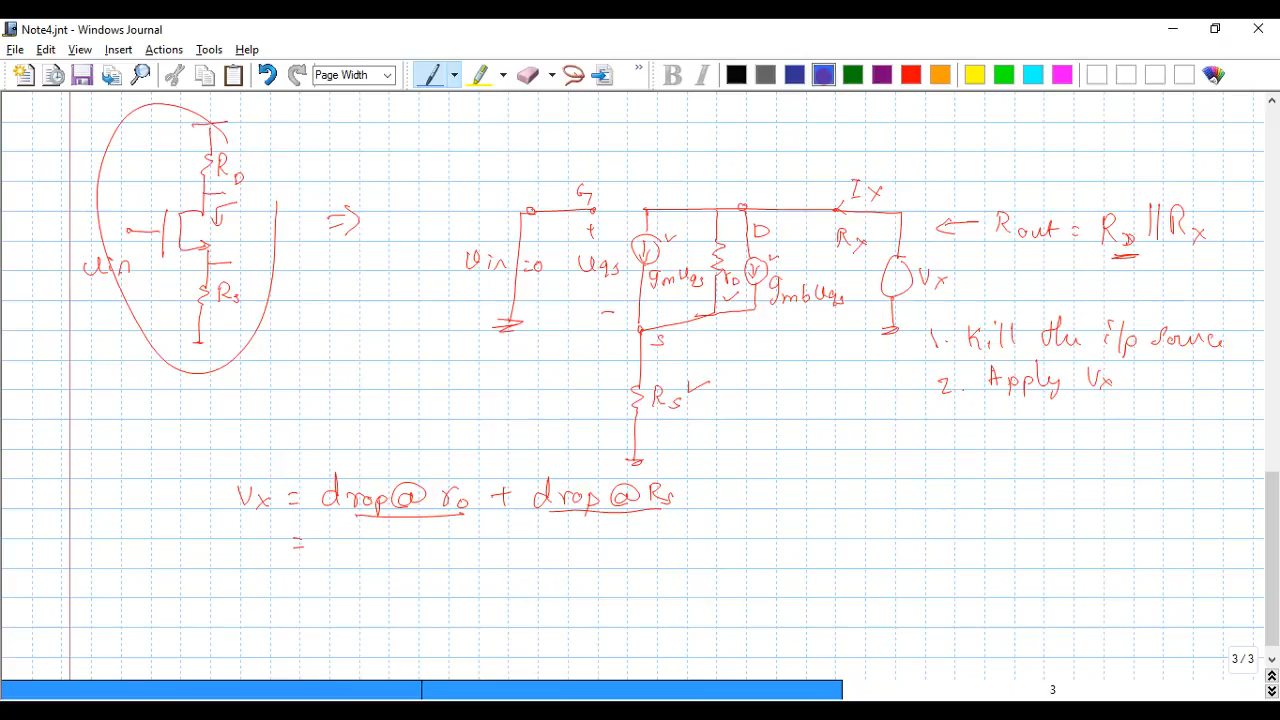 Note4.jnt - Windows Journal
File Edit View Insert Actions Tools Help
Page Width
B I
RD
vin
Rs
⇒
G
+
vin=0 vgs
−
gmvgs
ro
D
gmbvgs
S
Rs
Ix
Rx
Vx
← Rout = RD || Rx
1. Kill the i/p source
2. Apply Vx
Vx = drop@ ro + drop@ Rs
=
3 / 3
3